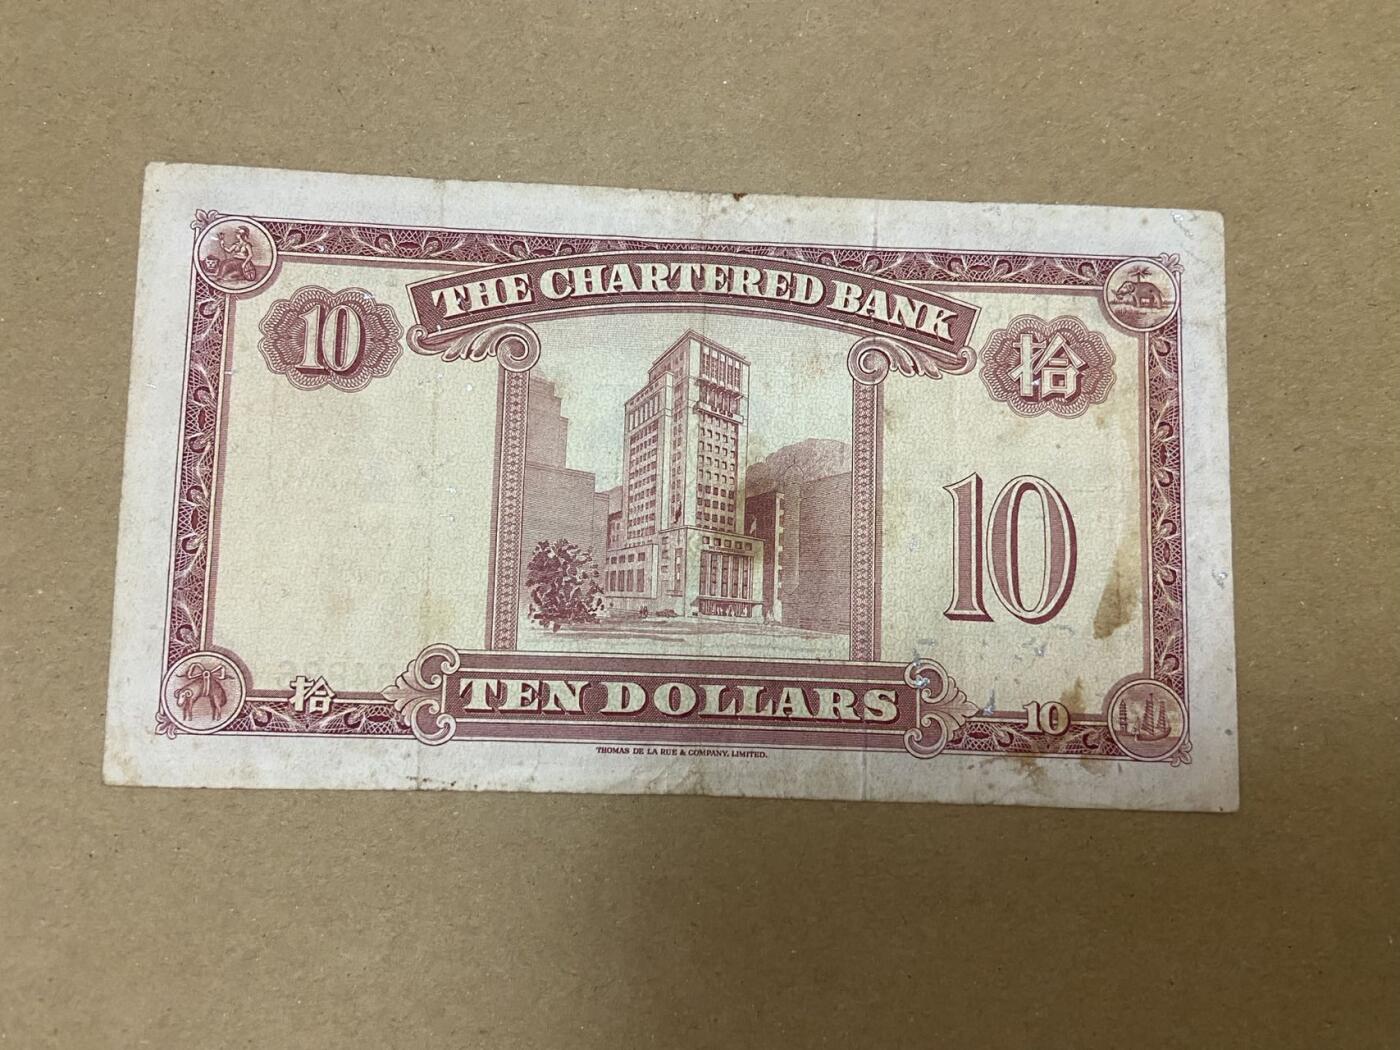 THE CHARTERED BANK
10
拾
10
拾
TEN DOLLARS
10
THOMAS DE LA RUE & COMPANY, LIMITED.